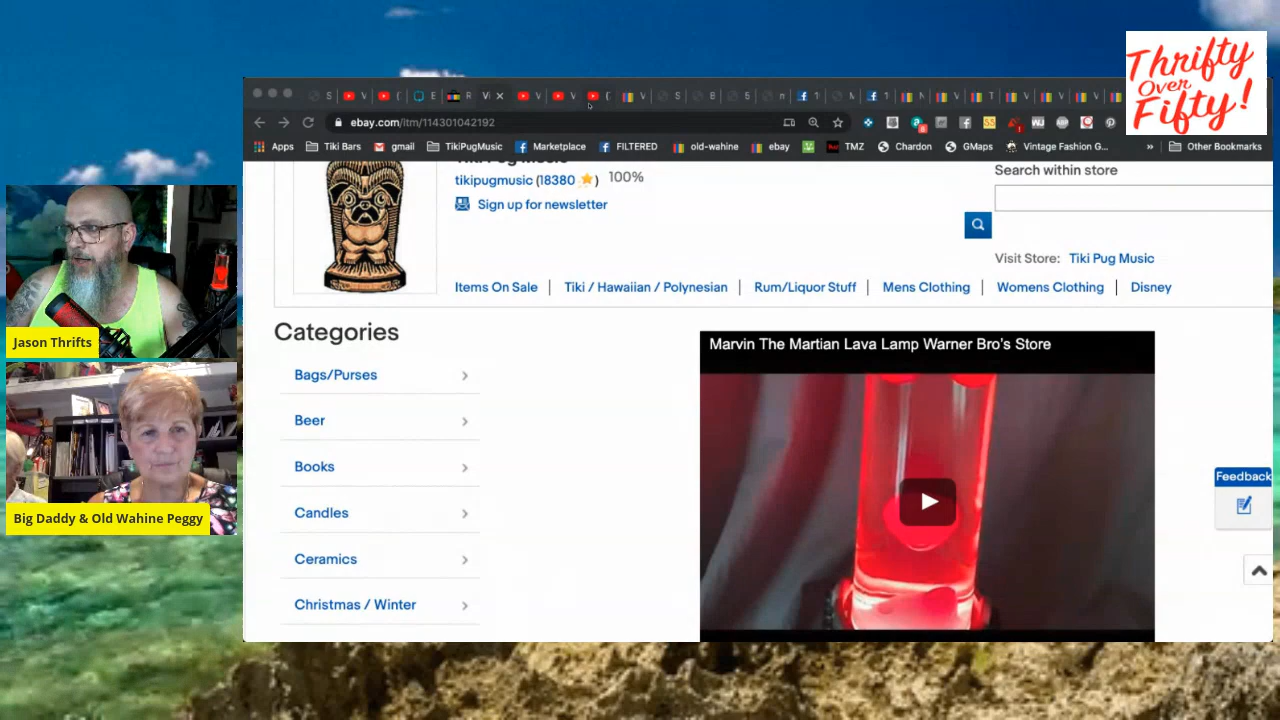 Thrifty
Over
Fifty!
ebay.com/itm/114301042192
Apps
Tiki Bars
gmail
TikiPugMusic
Marketplace
FILTERED
old-wahine
ebay
TMZ
Chardon
GMaps
Vintage Fashion G...
»
Other Bookmarks
Tiki Pug Music
tikipugmusic (18380 ) 100%
Sign up for newsletter
Search within store
Visit Store: Tiki Pug Music
Items On Sale | Tiki / Hawaiian / Polynesian | Rum/Liquor Stuff | Mens Clothing | Womens Clothing | Disney
Categories
Bags/Purses
Beer
Books
Candles
Ceramics
Christmas / Winter
Marvin The Martian Lava Lamp Warner Bro's Store
Feedback
Jason Thrifts
Big Daddy & Old Wahine Peggy